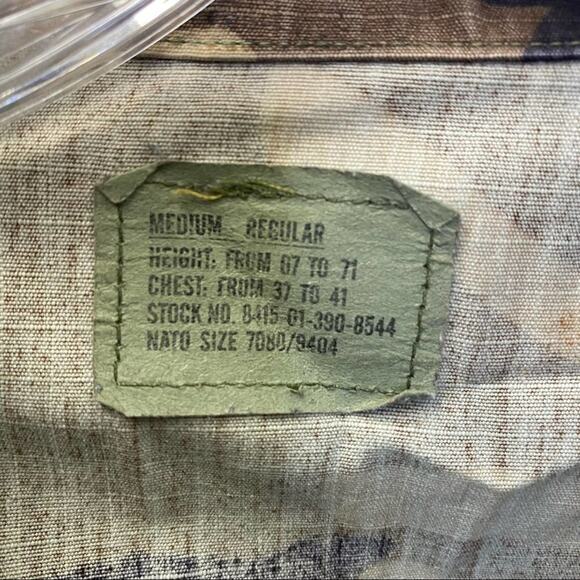 MEDIUM REGULAR
HEIGHT: FROM 67 TO 71
CHEST: FROM 37 TO 41
STOCK NO. 8415-01-390-8544
NATO SIZE 7080/9404